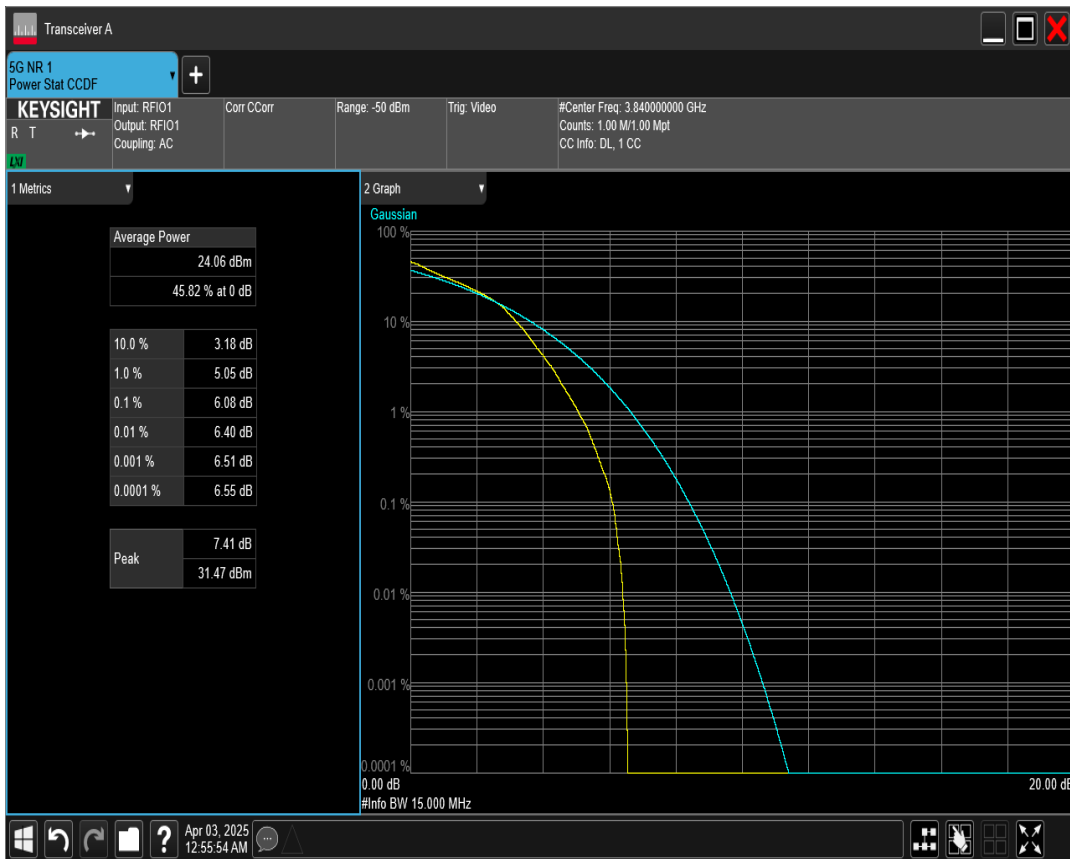 Transceiver A
5G NR 1
Power Stat CCDF
+
KEYSIGHT
R T
LXI
Input: RFIO1
Output: RFIO1
Coupling: AC
Corr CCorr
Range: -50 dBm
Trig: Video
#Center Freq: 3.840000000 GHz
Counts: 1.00 M/1.00 Mpt
CC Info: DL, 1 CC
1 Metrics
Average Power
24.06 dBm
45.82 % at 0 dB
10.0 % 3.18 dB
1.0 % 5.05 dB
0.1 % 6.08 dB
0.01 % 6.40 dB
0.001 % 6.51 dB
0.0001 % 6.55 dB
Peak
7.41 dB
31.47 dBm
2 Graph
Gaussian
100 %
10 %
1 %
0.1 %
0.01 %
0.001 %
0.0001 %
0.00 dB 20.00 dB
#Info BW 15.000 MHz
?
Apr 03, 2025
12:55:54 AM